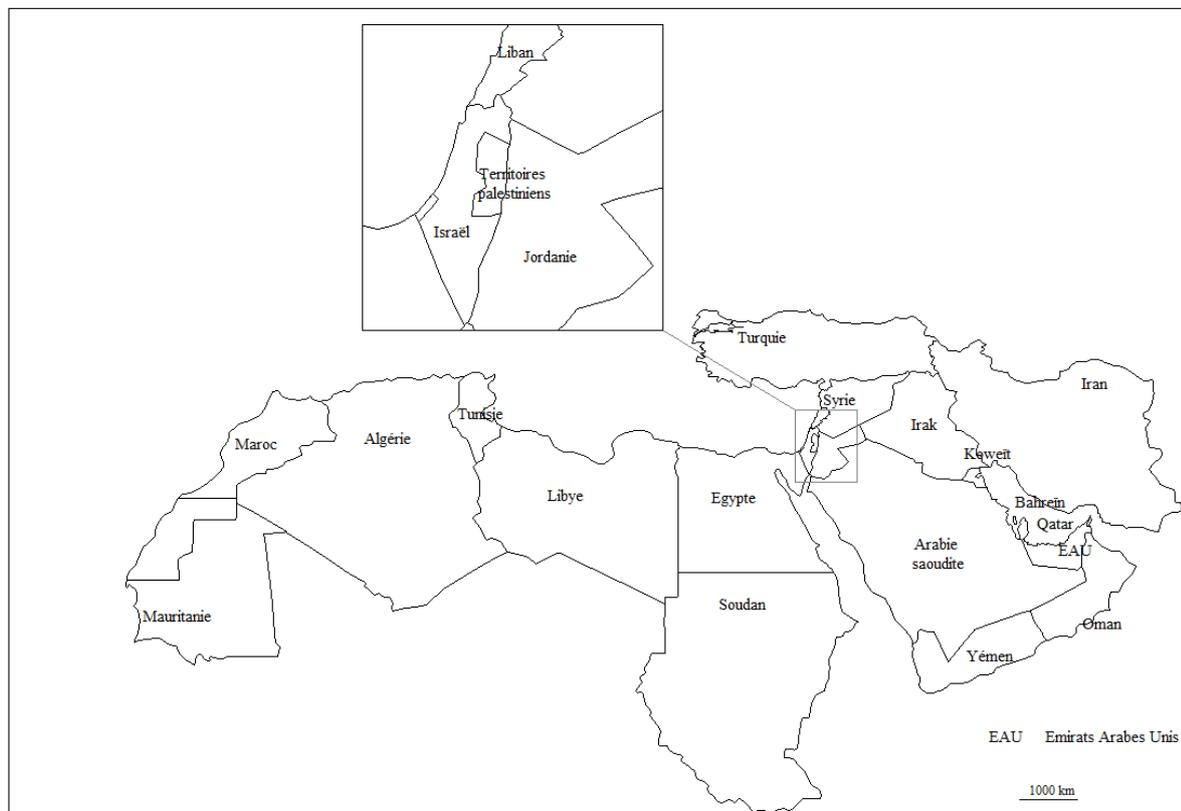 Liban
Territoires
palestiniens
Israël
Jordanie
Turquie
Iran
Syrie
Tunisie
Irak
Maroc
Algérie
Koweït
Libye
Egypte
Bahreïn
Qatar
Arabie
saoudite
EAU
Soudan
Mauritanie
Oman
Yémen
EAU Emirats Arabes Unis
1000 km